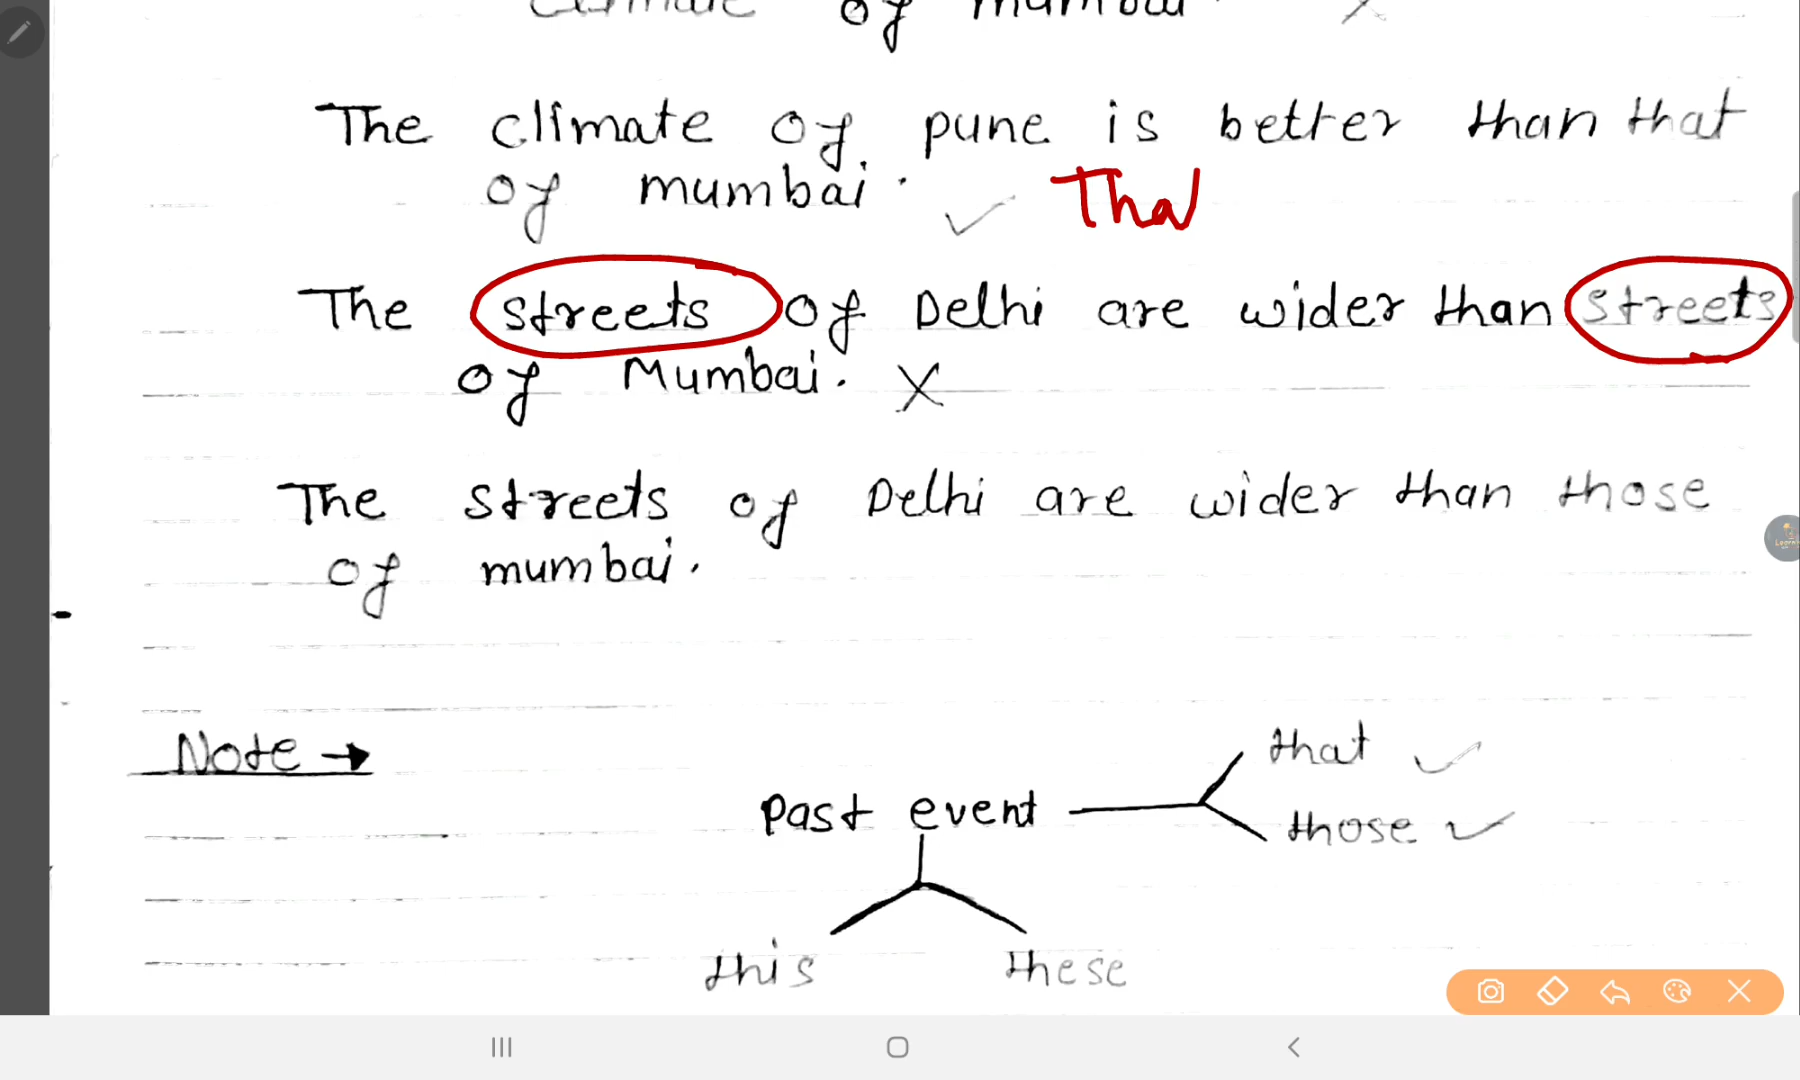 of mumbai
The climate of pune is better than that
of mumbai.
Tha
The streets of Delhi are wider than streets
of Mumbai. X
The streets of Delhi are wider than those
of mumbai.
Note →
that ✓
Past event
those ✓
this these